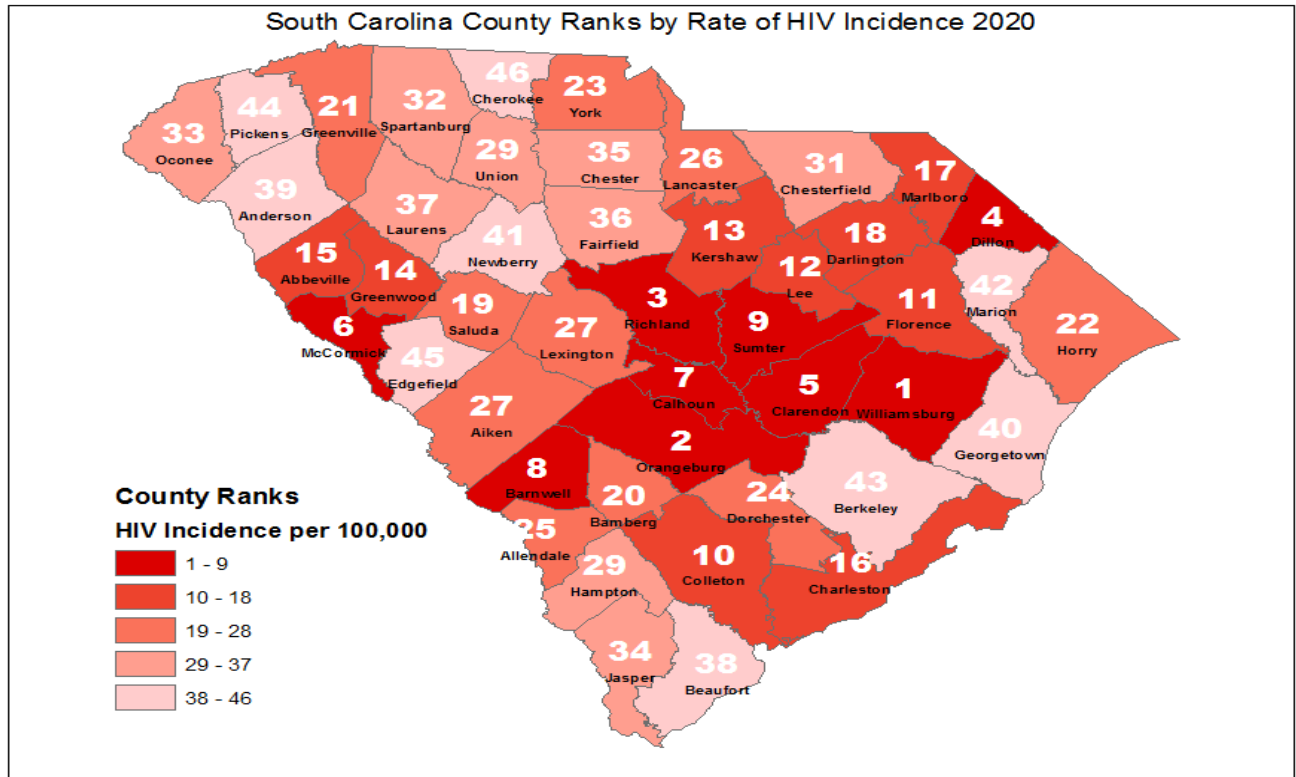 South Carolina County Ranks by Rate of HIV Incidence 2020
46
Cherokee
23
York
44
Pickens
21
Greenville
32
Spartanburg
33
Oconee
29
Union
35
Chester
26
Lancaster
31
Chesterfield
17
Marlboro
39
Anderson
37
Laurens
41
Newberry
36
Fairfield
13
Kershaw
18
Darlington
4
Dillon
15
Abbeville
14
Greenwood
12
Lee
42
Marion
6
McCormick
19
Saluda
27
Lexington
3
Richland
9
Sumter
11
Florence
22
Horry
45
Edgefield
7
Calhoun
5
Clarendon
1
Williamsburg
27
Aiken
2
Orangeburg
40
Georgetown
8
Barnwell
20
Bamberg
24
Dorchester
43
Berkeley
25
Allendale
29
Hampton
10
Colleton
16
Charleston
34
Jasper
38
Beaufort
County Ranks
HIV Incidence per 100,000
1 - 9
10 - 18
19 - 28
29 - 37
38 - 46